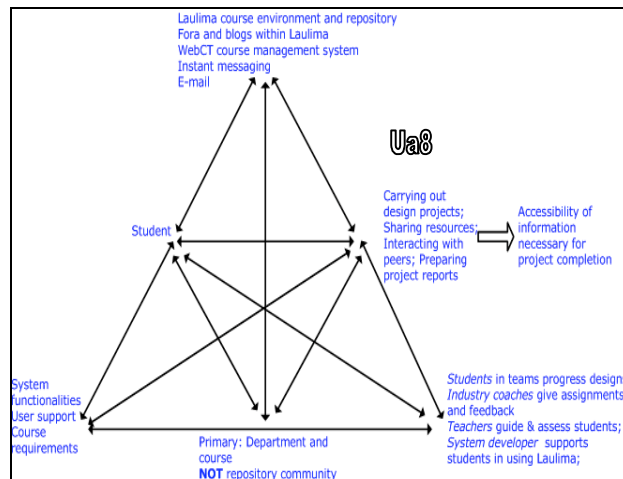 Laulima course environment and repository
Fora and blogs within Laulima
WebCT course management system
Instant messaging
E-mail
Ua8
Student
Carrying out
design projects;
Sharing resources;
Interacting with
peers; Preparing
project reports
Accessibility of
information
necessary for
project completion
System
functionalities
User support
Course
requirements
Primary: Department and
course
NOT repository community
Students in teams progress designs
Industry coaches give assignments
and feedback
Teachers guide & assess students;
System developer supports
students in using Laulima;